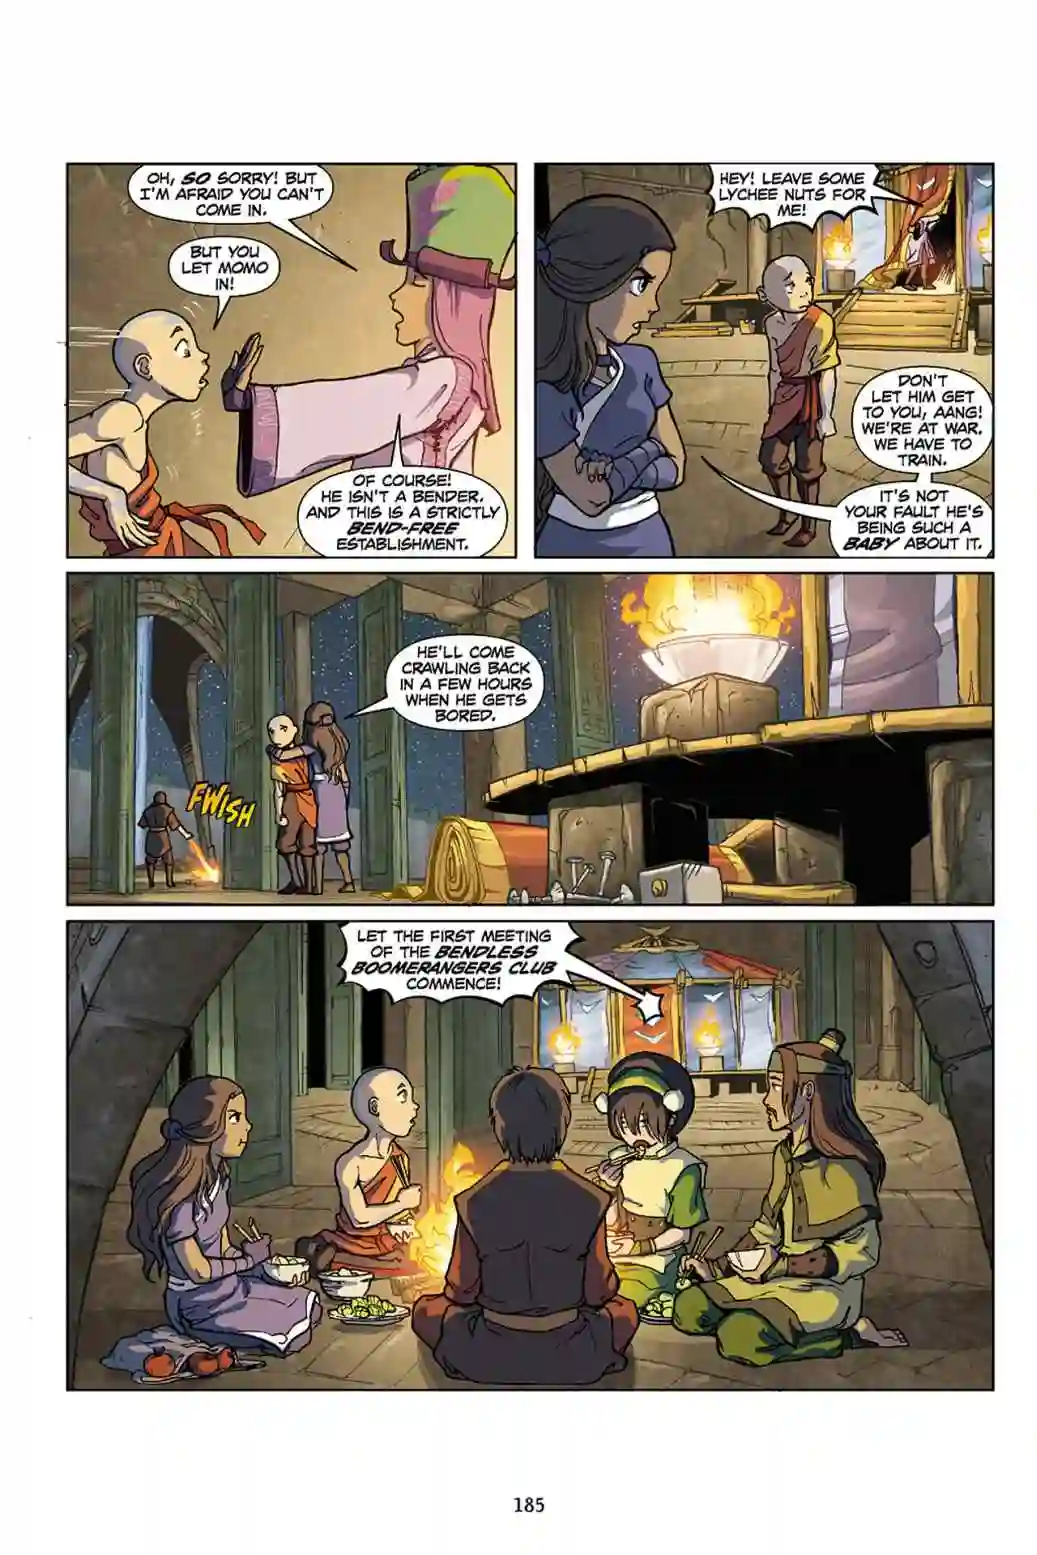 OH, SO SORRY! BUT
I'M AFRAID YOU CAN'T
COME IN.
BUT YOU
LET MOMO
IN!
OF COURSE!
HE ISN'T A BENDER.
AND THIS IS A STRICTLY
BEND-FREE
ESTABLISHMENT.
HEY! LEAVE SOME
LYCHEE NUTS FOR
ME!
DON'T
LET HIM GET
TO YOU, AANG!
WE'RE AT WAR.
WE HAVE TO
TRAIN.
IT'S NOT
YOUR FAULT HE'S
BEING SUCH A
BABY ABOUT IT.
HE'LL COME
CRAWLING BACK
IN A FEW HOURS
WHEN HE GETS
BORED.
FWISH
LET THE FIRST MEETING
OF THE BENDLESS
BOOMERANGERS CLUB
COMMENCE!
185